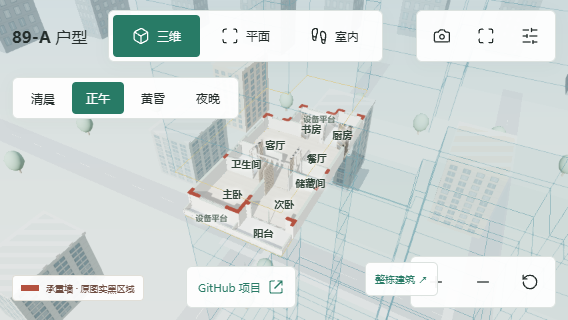 89-A 户型
三维
平面
室内
清晨
正午
黄昏
夜晚
设备平台
书房
厨房
客厅
餐厅
卫生间
储藏间
主卧
次卧
设备平台
阳台
承重墙 · 原图实黑区域
GitHub 项目
整栋建筑 ↗